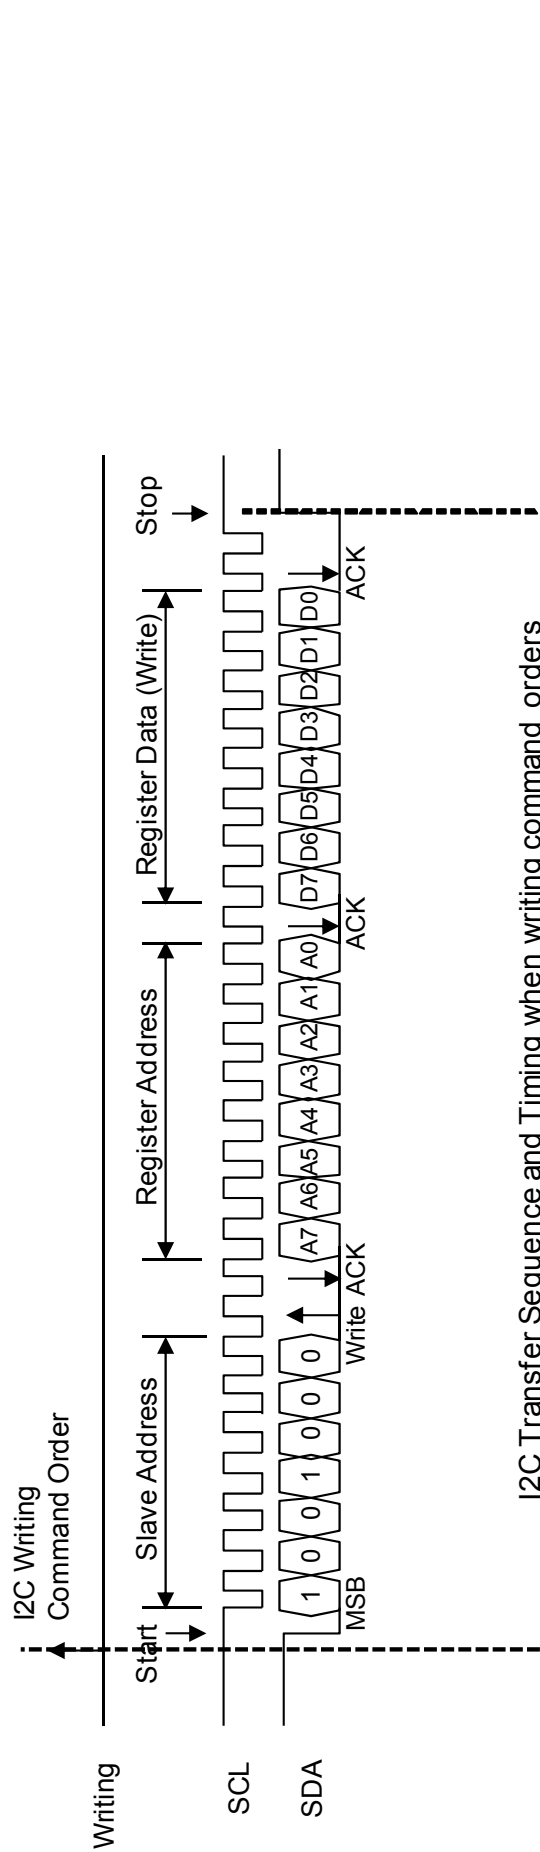 I2C Writing
Command Order
Writing
Start
Slave Address
Register Address
Register Data (Write)
Stop
SCL
SDA
1 0 0 1 0 0 0 A7 A6 A5 A4 A3 A2 A1 A0 D7 D6 D5 D4 D3 D2 D1 D0
MSB
Write ACK
ACK
ACK
I2C Transfer Sequence and Timing when writing command orders